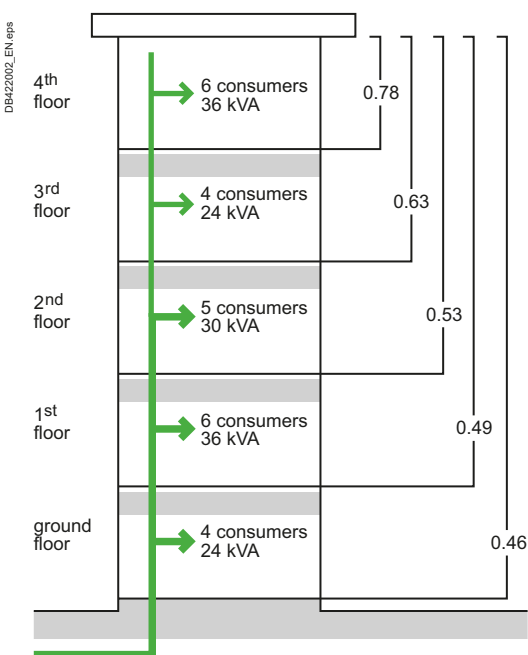 DB422002_EN.eps
4th
floor
6 consumers
36 kVA
0.78
3rd
floor
4 consumers
24 kVA
0.63
2nd
floor
5 consumers
30 kVA
0.53
1st
floor
6 consumers
36 kVA
0.49
ground
floor
4 consumers
24 kVA
0.46